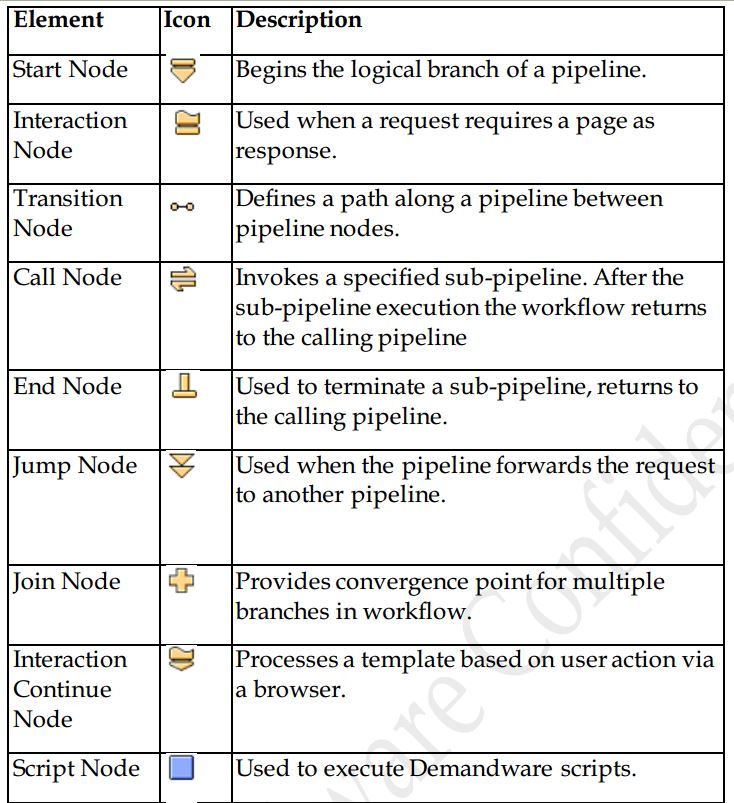 Element Icon Description
Start Node Begins the logical branch of a pipeline.
Interaction Used when a request requires a page as
Node response.
Transition Defines a path along a pipeline between
Node pipeline nodes.
Call Node Invokes a specified sub-pipeline. After the
sub-pipeline execution the workflow returns
to the calling pipeline
End Node Used to terminate a sub-pipeline, returns to
the calling pipeline.
Jump Node Used when the pipeline forwards the request
to another pipeline.
Join Node Provides convergence point for multiple
branches in workflow.
Interaction Processes a template based on user action via
Continue a browser.
Node
Script Node Used to execute Demandware scripts.
ware Confiden